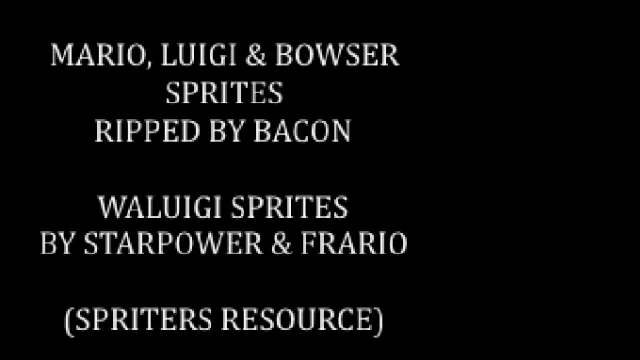 MARIO, LUIGI & BOWSER
SPRITES
RIPPED BY BACON
WALUIGI SPRITES
BY STARPOWER & FRARIO
(SPRITERS RESOURCE)